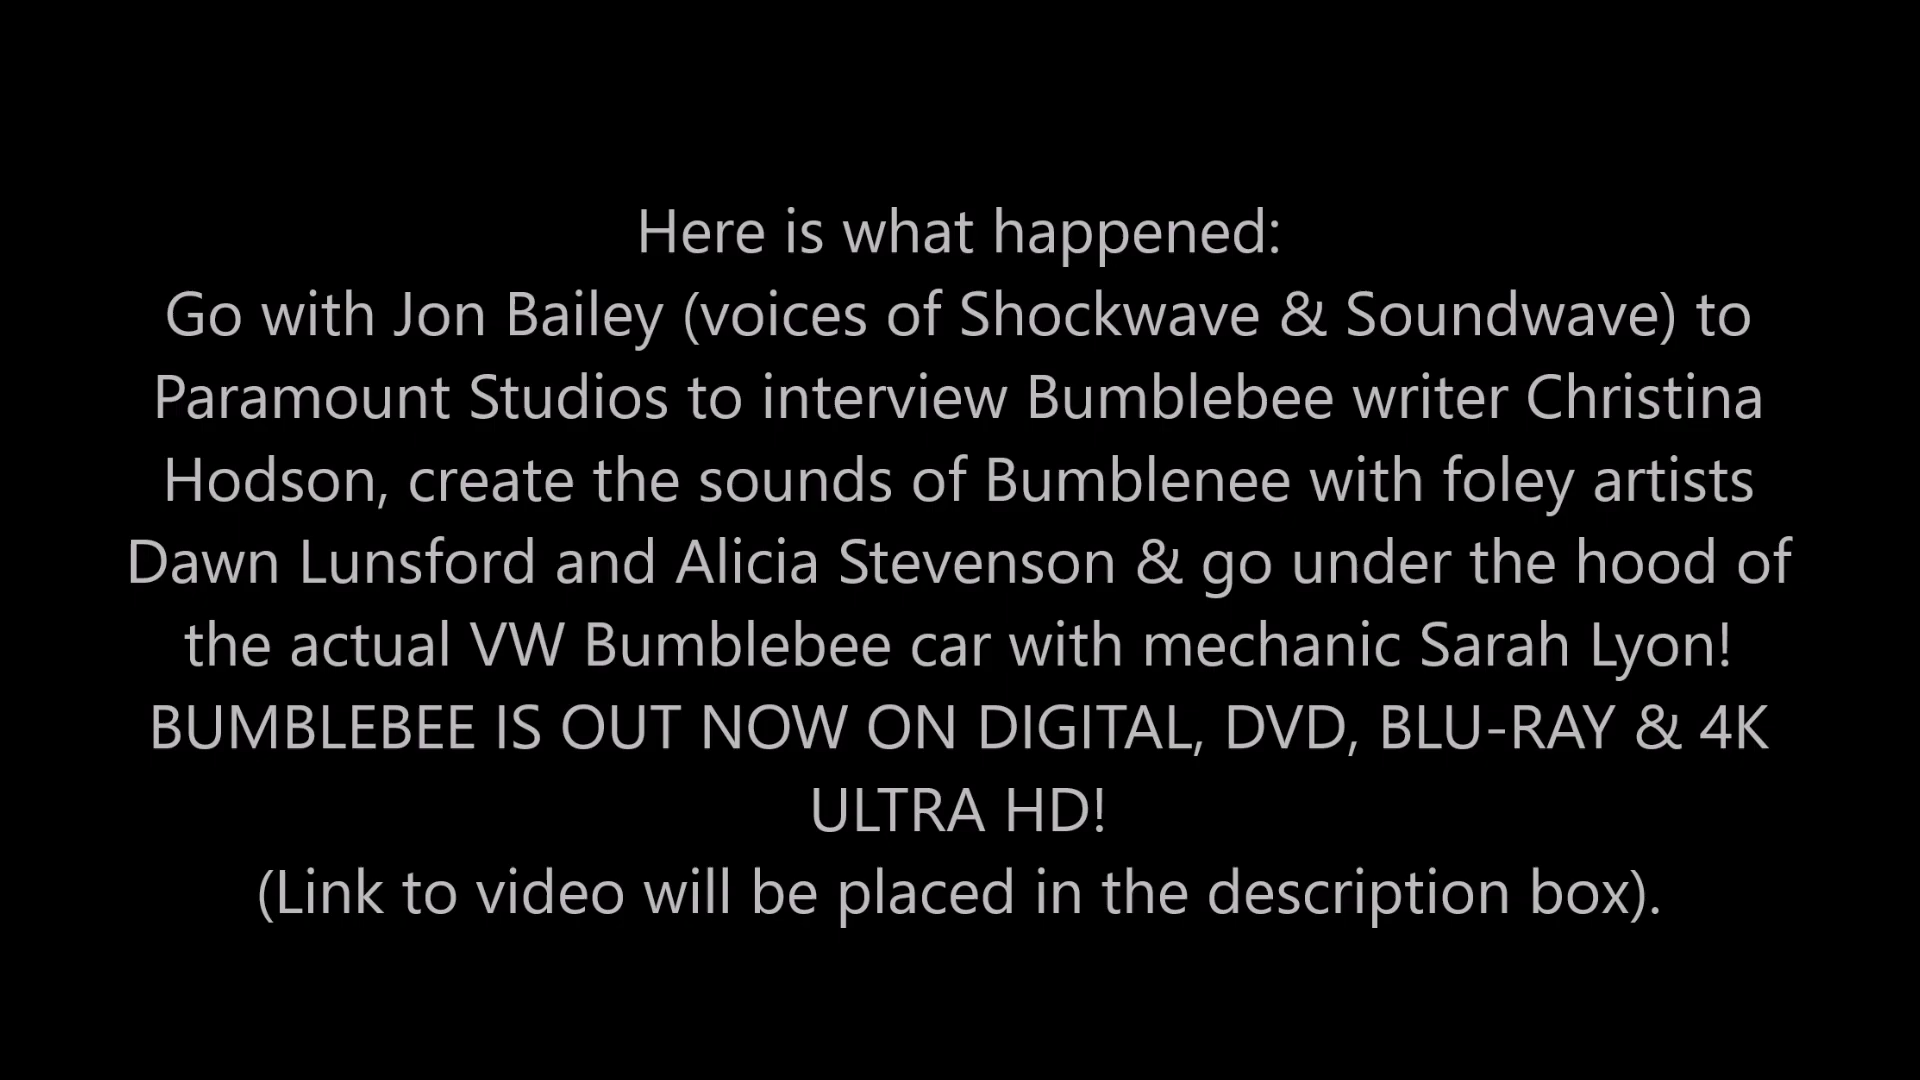 Here is what happened:
Go with Jon Bailey (voices of Shockwave & Soundwave) to
Paramount Studios to interview Bumblebee writer Christina
Hodson, create the sounds of Bumblenee with foley artists
Dawn Lunsford and Alicia Stevenson & go under the hood of
the actual VW Bumblebee car with mechanic Sarah Lyon!
BUMBLEBEE IS OUT NOW ON DIGITAL, DVD, BLU-RAY & 4K
ULTRA HD!
(Link to video will be placed in the description box).